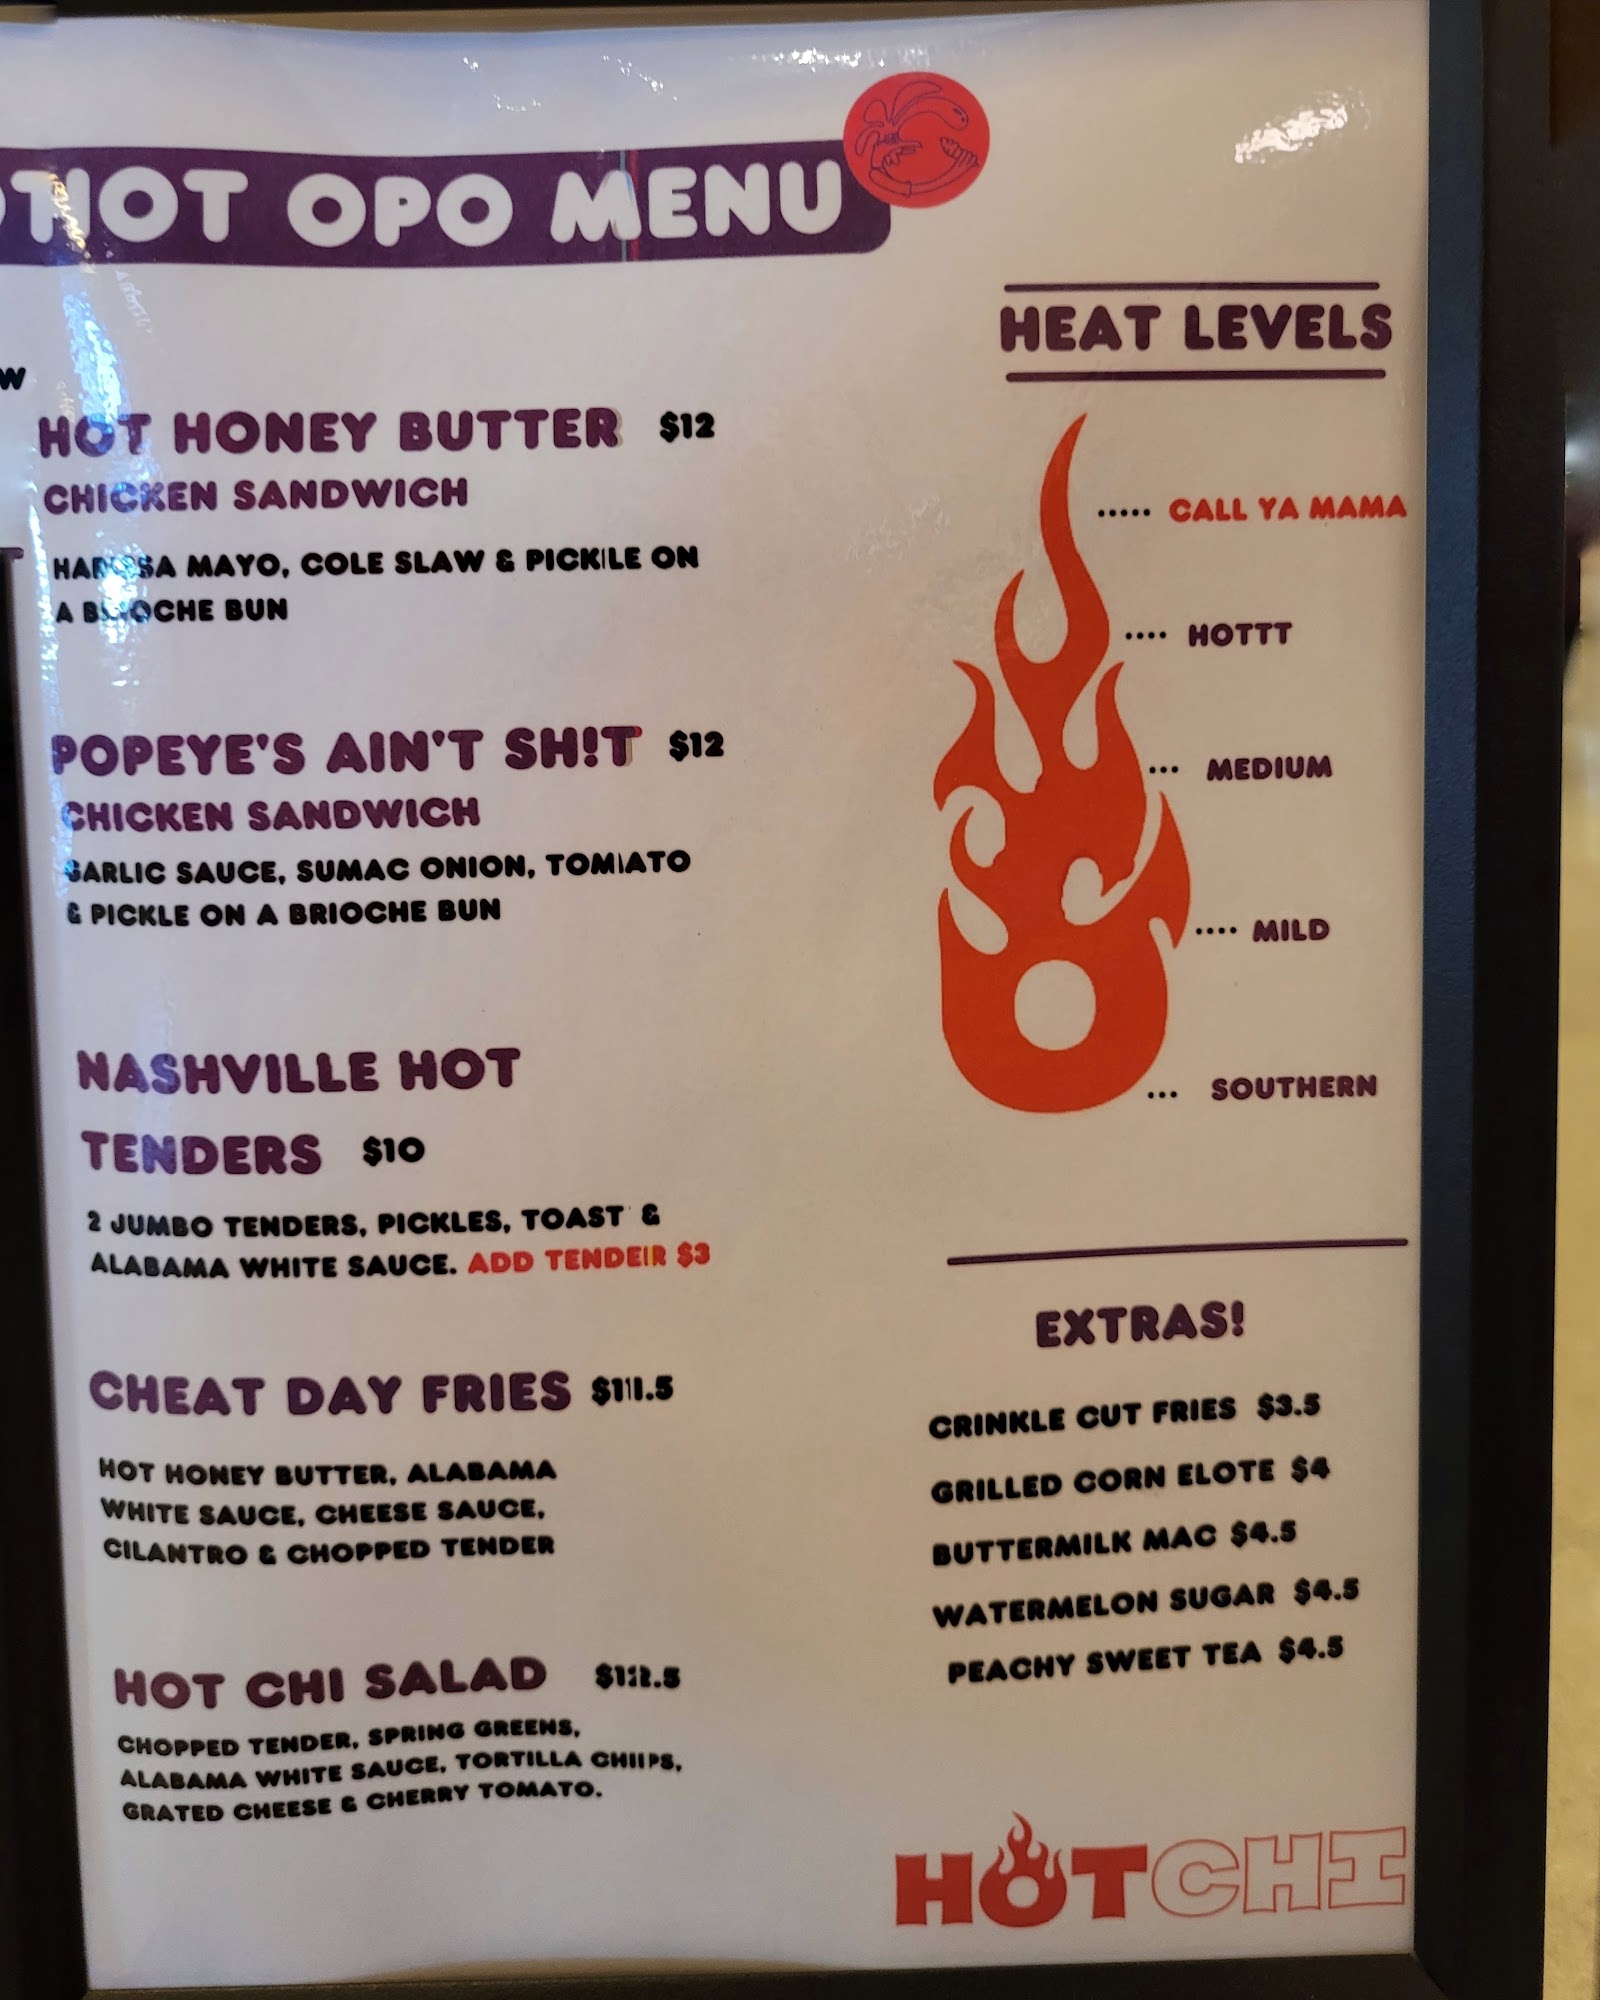 HOT OPO MENU
W
HOT HONEY BUTTER $12
CHICKEN SANDWICH
HARISSA MAYO, COLE SLAW & PICKLE ON
A BRIOCHE BUN
POPEYE'S AIN'T SH!T $12
CHICKEN SANDWICH
GARLIC SAUCE, SUMAC ONION, TOMATO
& PICKLE ON A BRIOCHE BUN
NASHVILLE HOT
TENDERS $10
2 JUMBO TENDERS, PICKLES, TOAST &
ALABAMA WHITE SAUCE. ADD TENDER $3
CHEAT DAY FRIES $11.5
HOT HONEY BUTTER, ALABAMA
WHITE SAUCE, CHEESE SAUCE,
CILANTRO & CHOPPED TENDER
HOT CHI SALAD $12.5
CHOPPED TENDER, SPRING GREENS,
ALABAMA WHITE SAUCE, TORTILLA CHIPS,
GRATED CHEESE & CHERRY TOMATO.
HEAT LEVELS
..... CALL YA MAMA
.... HOTTT
... MEDIUM
.... MILD
... SOUTHERN
EXTRAS!
CRINKLE CUT FRIES $3.5
GRILLED CORN ELOTE $4
BUTTERMILK MAC $4.5
WATERMELON SUGAR $4.5
PEACHY SWEET TEA $4.5
HOTCHI